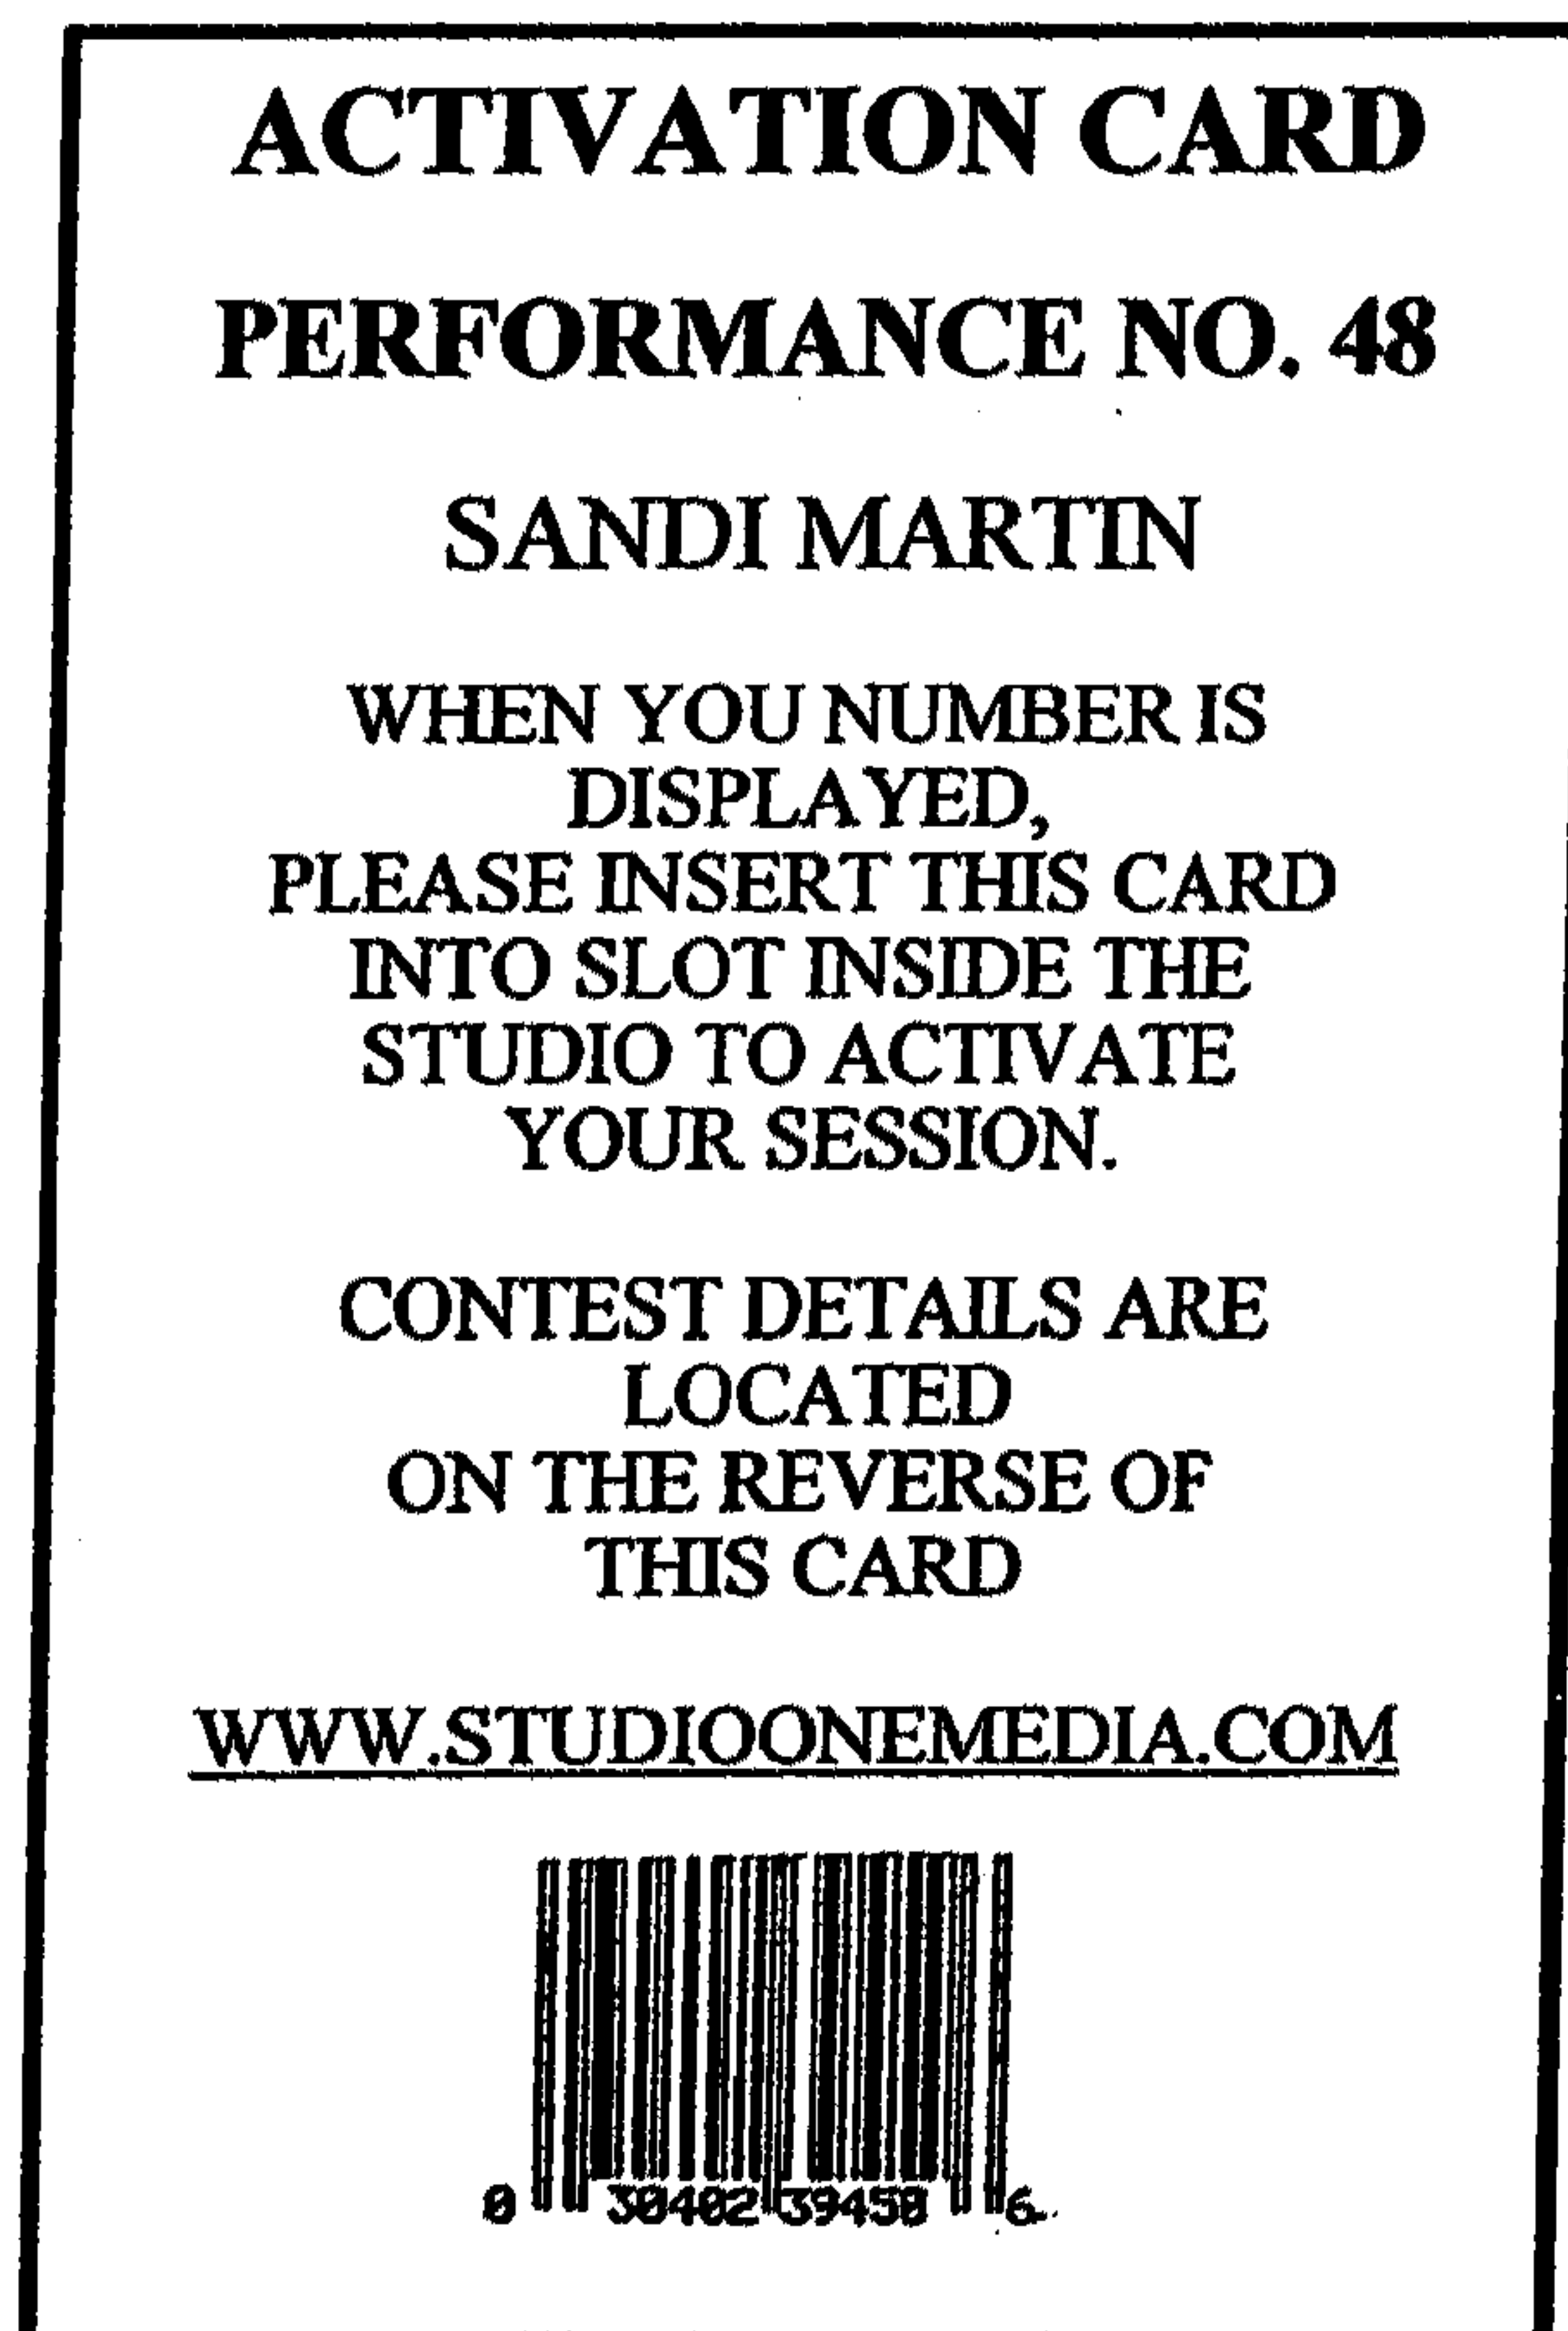 ACTIVATION CARD
PERFORMANCE NO. 48
SANDI MARTIN
WHEN YOU NUMBER IS
DISPLAYED,
PLEASE INSERT THIS CARD
INTO SLOT INSIDE THE
STUDIO TO ACTIVATE
YOUR SESSION.
CONTEST DETAILS ARE
LOCATED
ON THE REVERSE OF
THIS CARD
WWW.STUDIOONEMEDIA.COM
0 30402 39458 6